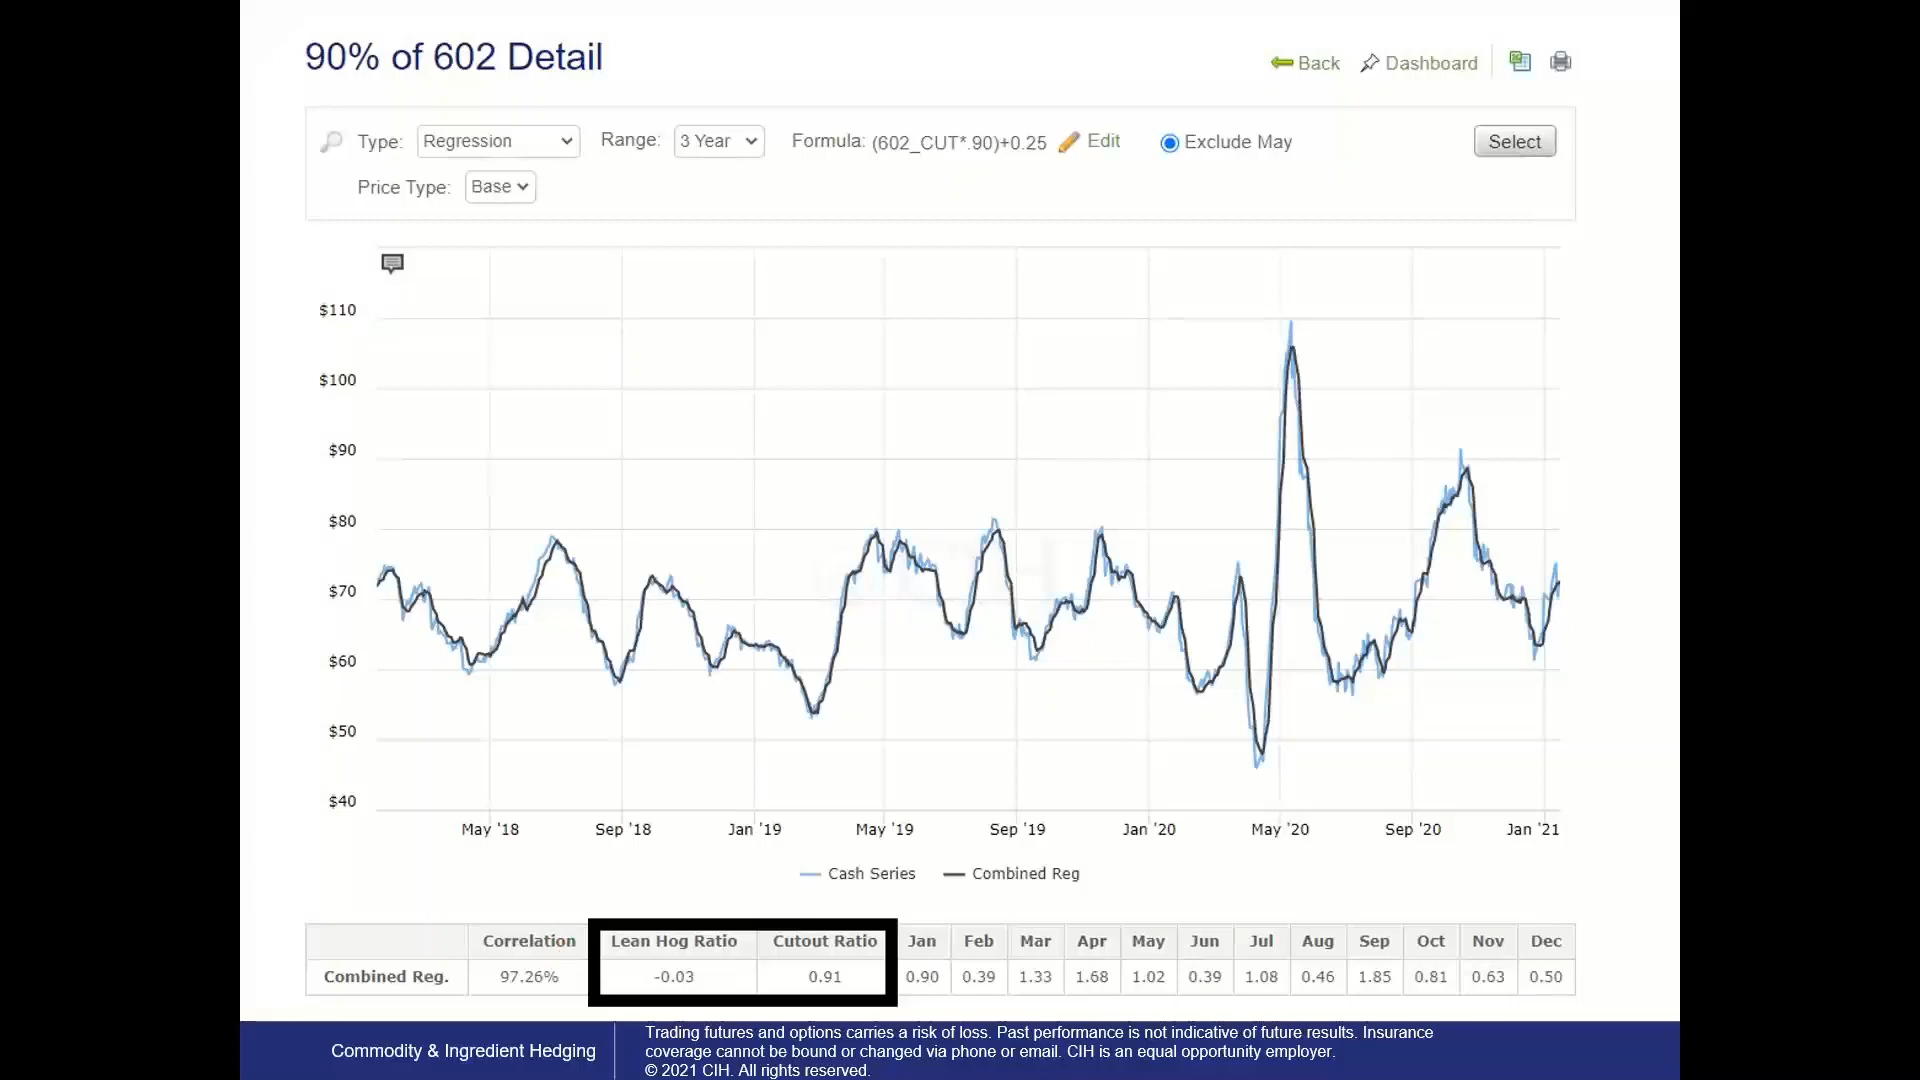 90% of 602 Detail
Back Dashboard
Type: Regression Range: 3 Year Formula: (602_CUT*.90)+0.25 Edit Exclude May Select
Price Type: Base
$110
$100
$90
$80
$70
$60
$50
$40
May '18 Sep '18 Jan '19 May '19 Sep '19 Jan '20 May '20 Sep '20 Jan '21
Cash Series Combined Reg
Correlation Lean Hog Ratio Cutout Ratio Jan Feb Mar Apr May Jun Jul Aug Sep Oct Nov Dec
Combined Reg. 97.26% -0.03 0.91 0.90 0.39 1.33 1.68 1.02 0.39 1.08 0.46 1.85 0.81 0.63 0.50
Commodity & Ingredient Hedging
Trading futures and options carries a risk of loss. Past performance is not indicative of future results. Insurance
coverage cannot be bound or changed via phone or email. CIH is an equal opportunity employer.
© 2021 CIH. All rights reserved.